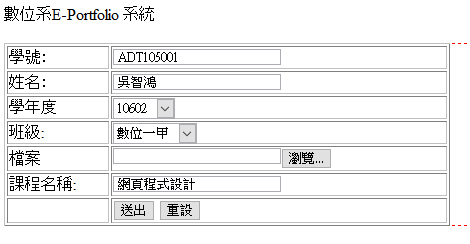 數位系E-Portfolio 系統
學號: ADT105001
姓名: 吳智鴻
學年度 10602
班級: 數位一甲
檔案 瀏覽...
課程名稱: 網頁程式設計
送出 重設